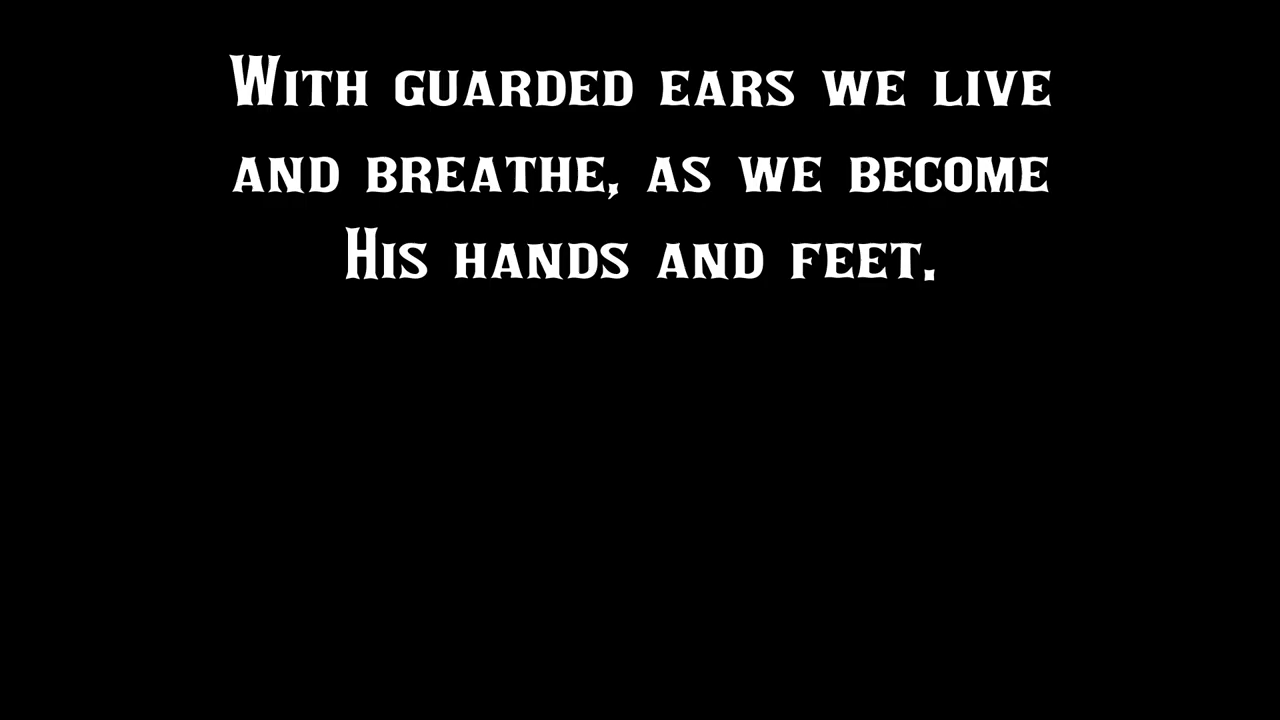 With guarded ears we live
and breathe, as we become
His hands and feet.